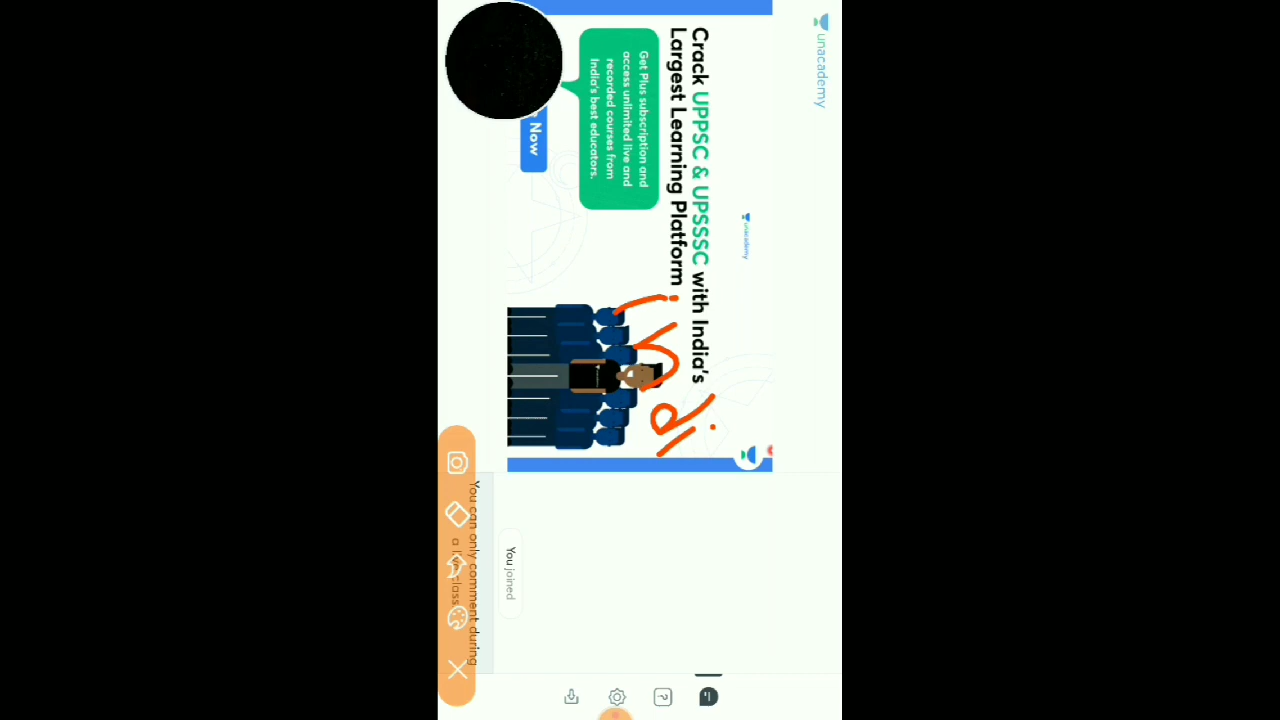 unacademy
unacademy
Crack UPPSC & UPSSSC with India's
Largest Learning Platform
Get Plus subscription and
access unlimited live and
recorded courses from
India's best educators.
Now
You joined
You can only comment during
a class